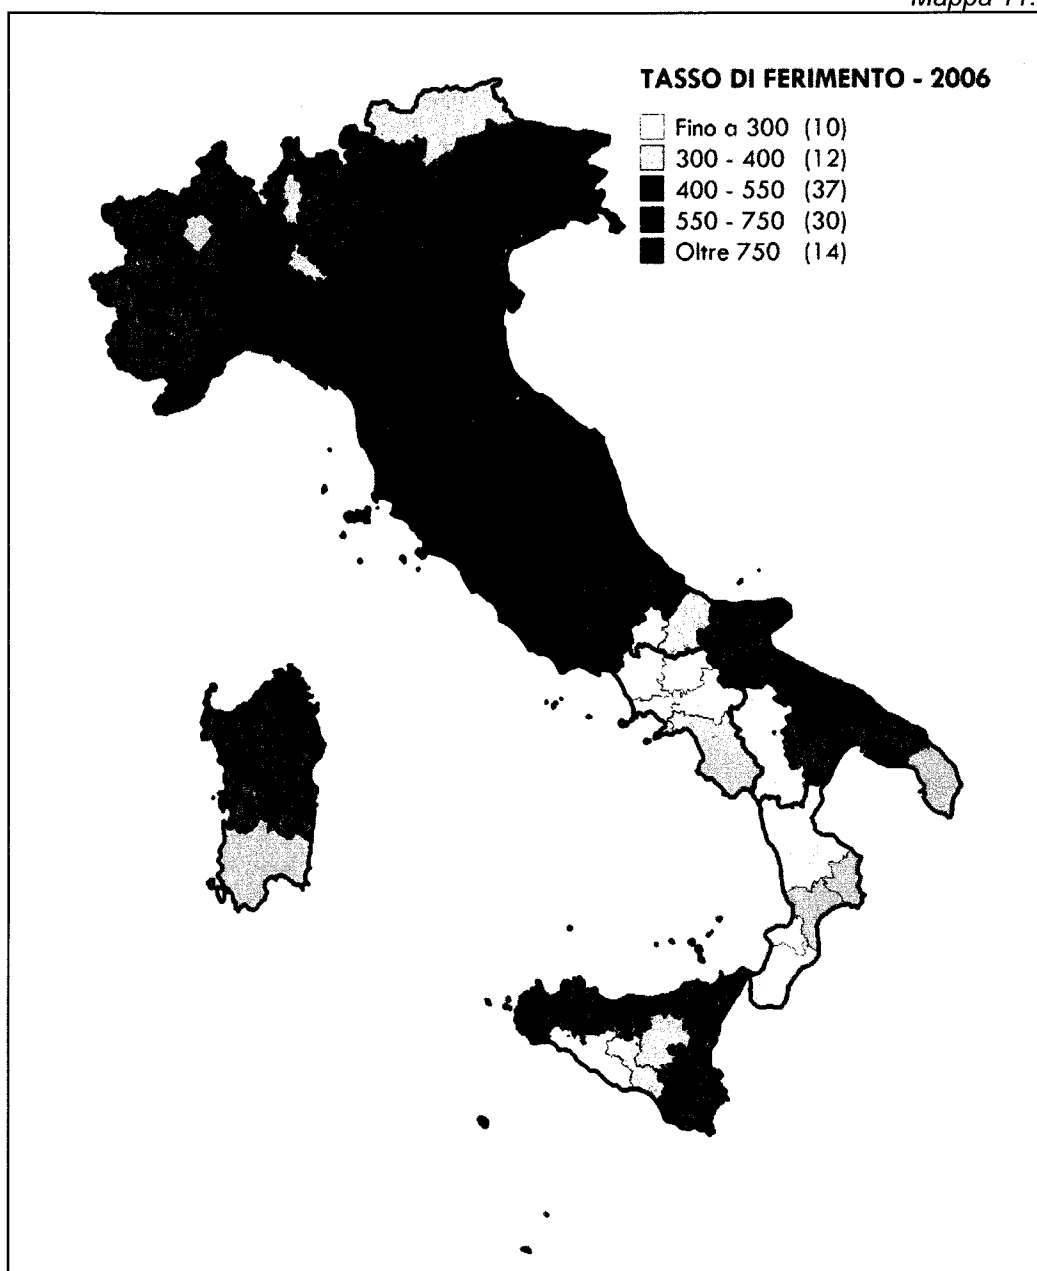 Mappa 11.
TASSO DI FERIMENTO - 2006
Fino a 300 (10)
300 - 400 (12)
400 - 550 (37)
550 - 750 (30)
Oltre 750 (14)